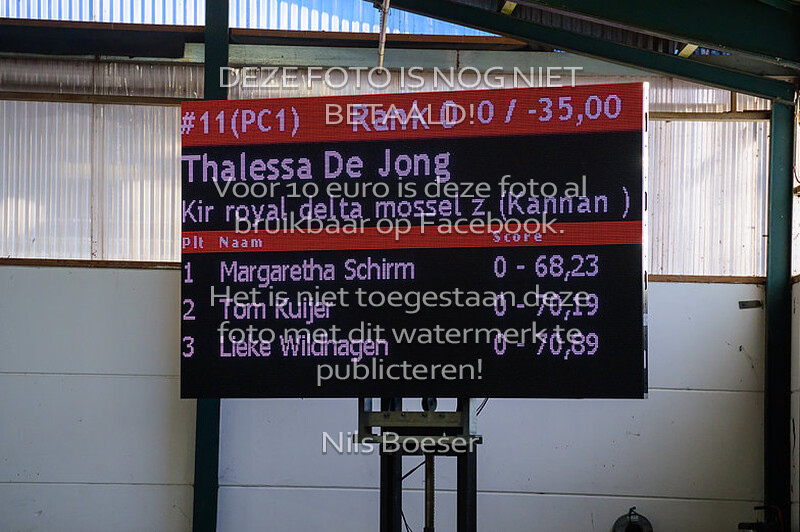 DEZE FOTO IS NOG NIET
BETAALD!
#11(PC1) Rank 0 0 / -35,00
Thalessa De Jong
Voor 10 euro is deze foto al
Kir royal delta mossel z (Kannan )
Bruikbaar op Facebook.
Plt Naam Score
1 Margaretha Schirm 0 - 68,23
Het is niet toegestaan deze
2 Tom Kuijer 0 - 70,19
foto met dit watermerk te
3 Lieke Wildhagen 0 - 70,89
publicteren!
Nils Boeser